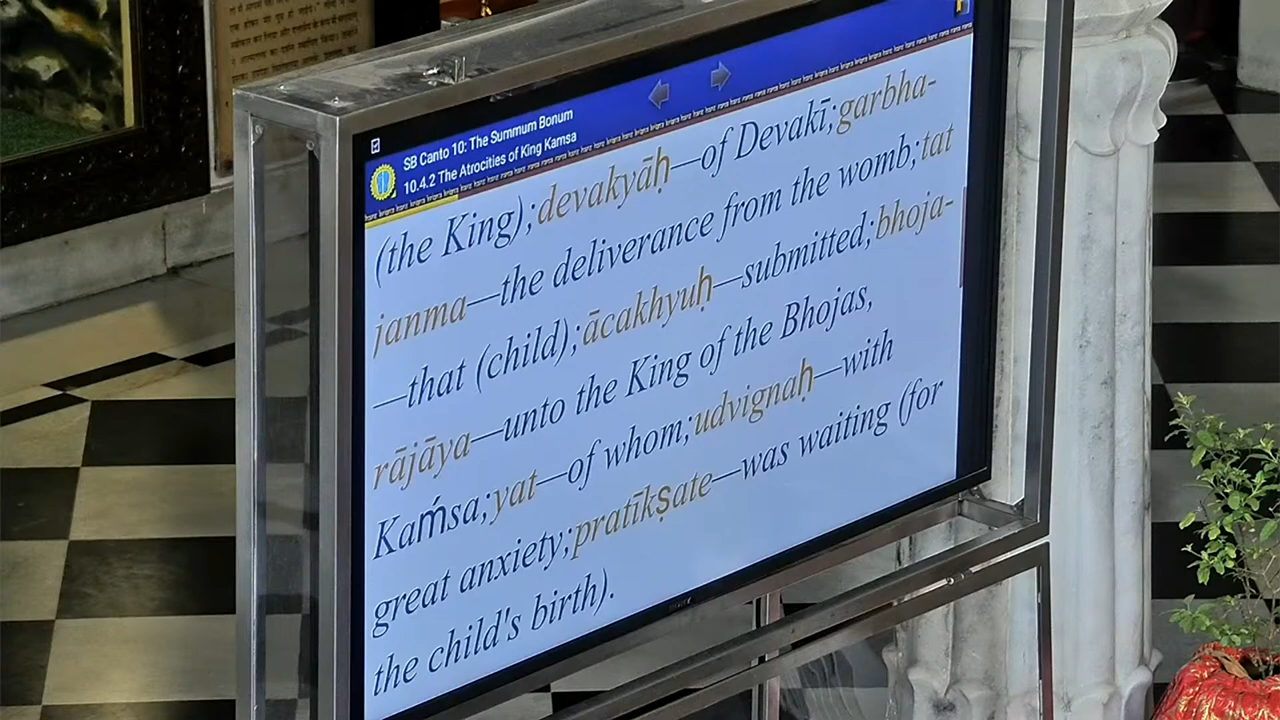 SB Canto 10: The Summum Bonum
10.4.2 The Atrocities of King Kamsa
(the King);devakyāḥ—of Devakī;garbha-
janma—the deliverance from the womb;tat
—that (child);ācakhyuḥ—submitted;bhoja-
rājāya—unto the King of the Bhojas,
Kaḿsa;yat—of whom;udvignaḥ—with
great anxiety;pratīkṣate—was waiting (for
the child's birth).